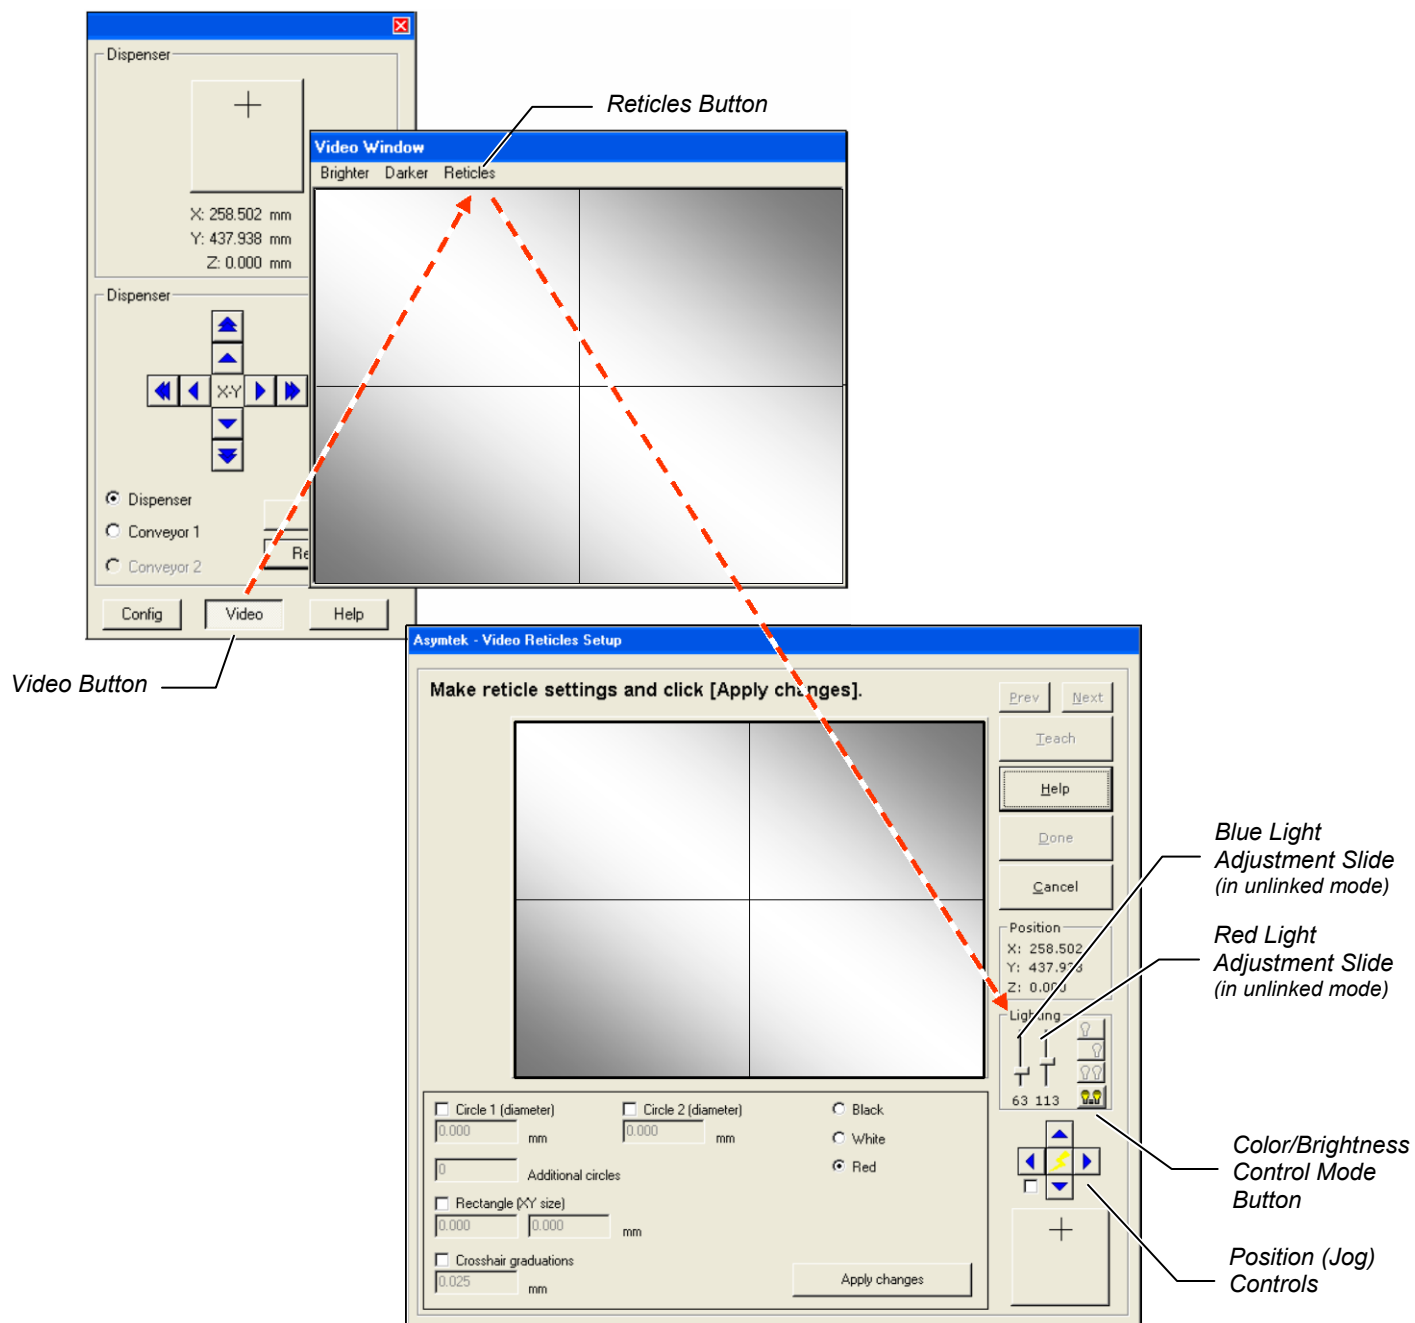 Dispenser
Reticles Button
Video Window
Brighter Darker Reticles
X: 258.502 mm
Y: 437.938 mm
Z: 0.000 mm
Dispenser
X-Y
Dispenser
Conveyor 1
Re
Conveyor 2
Config Video Help
Video Button
Asymtek - Video Reticles Setup
Make reticle settings and click [Apply changes].
Prev Next
Teach
Help
Done
Cancel
Blue Light
Adjustment Slide
(in unlinked mode)
Position
X: 258.502
Y: 437.938
Z: 0.000
Red Light
Adjustment Slide
(in unlinked mode)
Lighting
63 113
Circle 1 (diameter) Circle 2 (diameter) Black
0.000 mm 0.000 mm White
0 Additional circles Red
Rectangle (XY size)
0.000 0.000 mm
Crosshair graduations
0.025 mm
Apply changes
Color/Brightness
Control Mode
Button
Position (Jog)
Controls